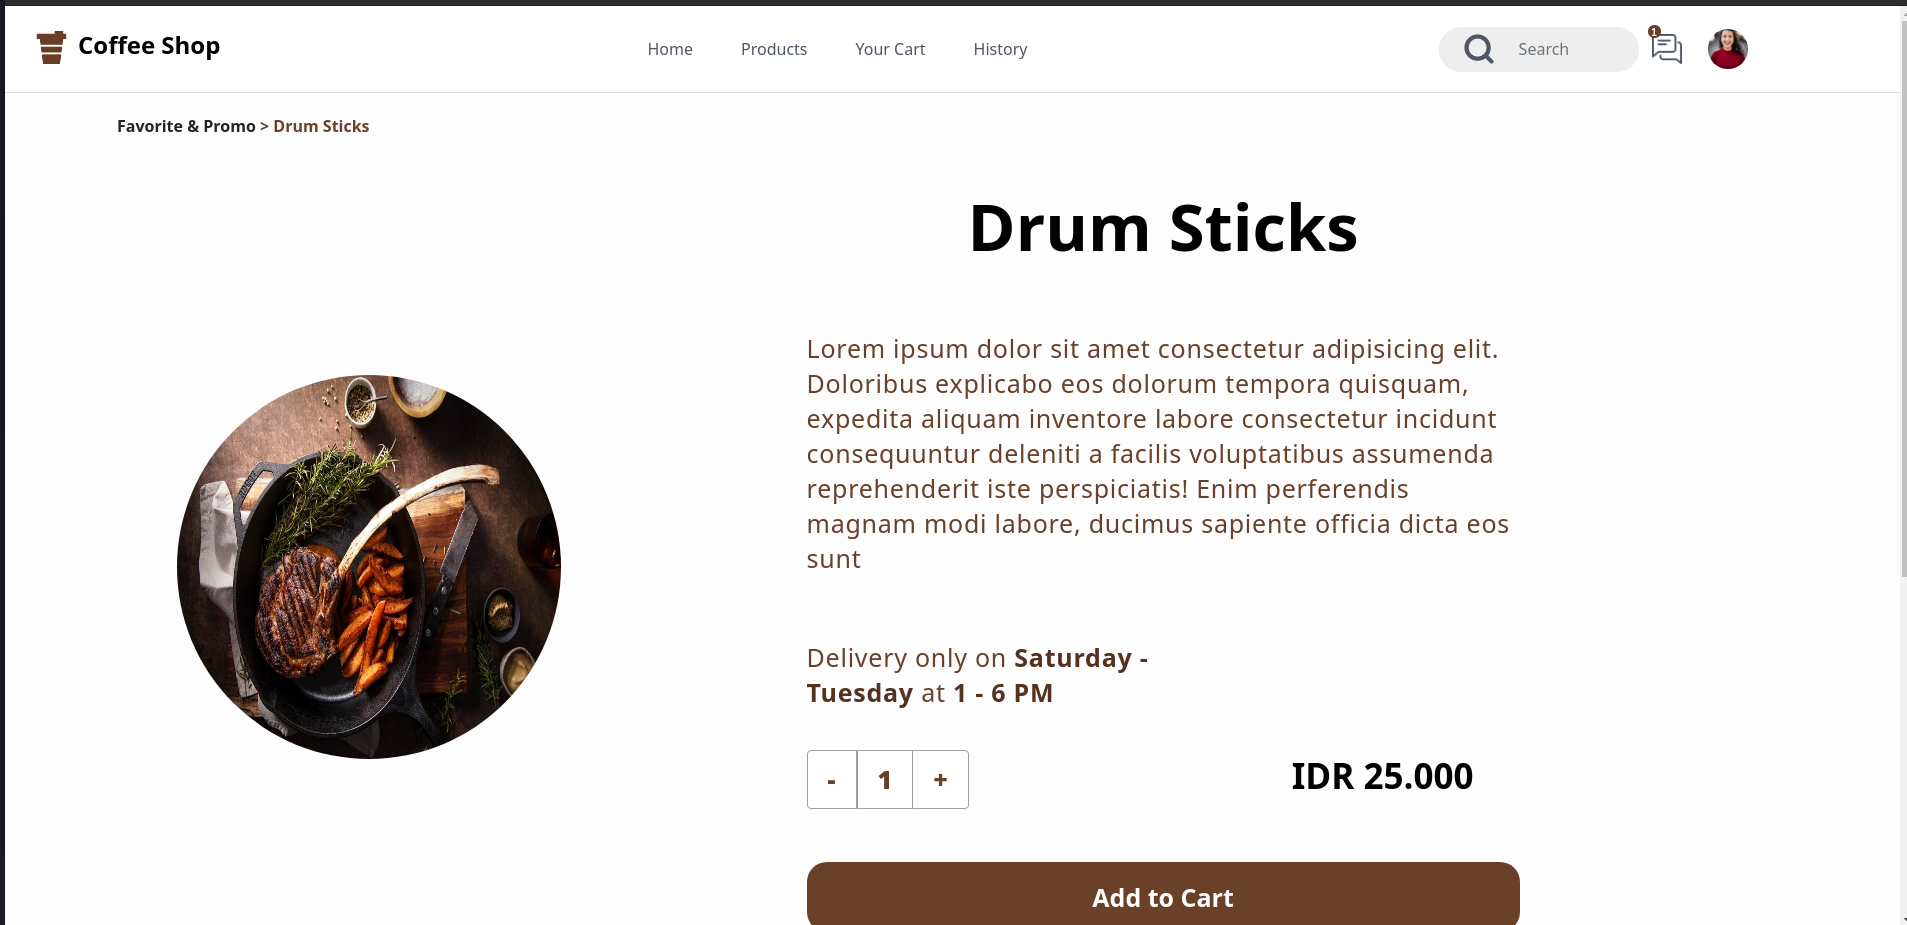 Coffee Shop
Home
Products
Your Cart
History
Search
1
Favorite & Promo > Drum Sticks
Drum Sticks
Lorem ipsum dolor sit amet consectetur adipisicing elit.
Doloribus explicabo eos dolorum tempora quisquam,
expedita aliquam inventore labore consectetur incidunt
consequuntur deleniti a facilis voluptatibus assumenda
reprehenderit iste perspiciatis! Enim perferendis
magnam modi labore, ducimus sapiente officia dicta eos
sunt
Delivery only on Saturday -
Tuesday at 1 - 6 PM
- 1 +
IDR 25.000
Add to Cart